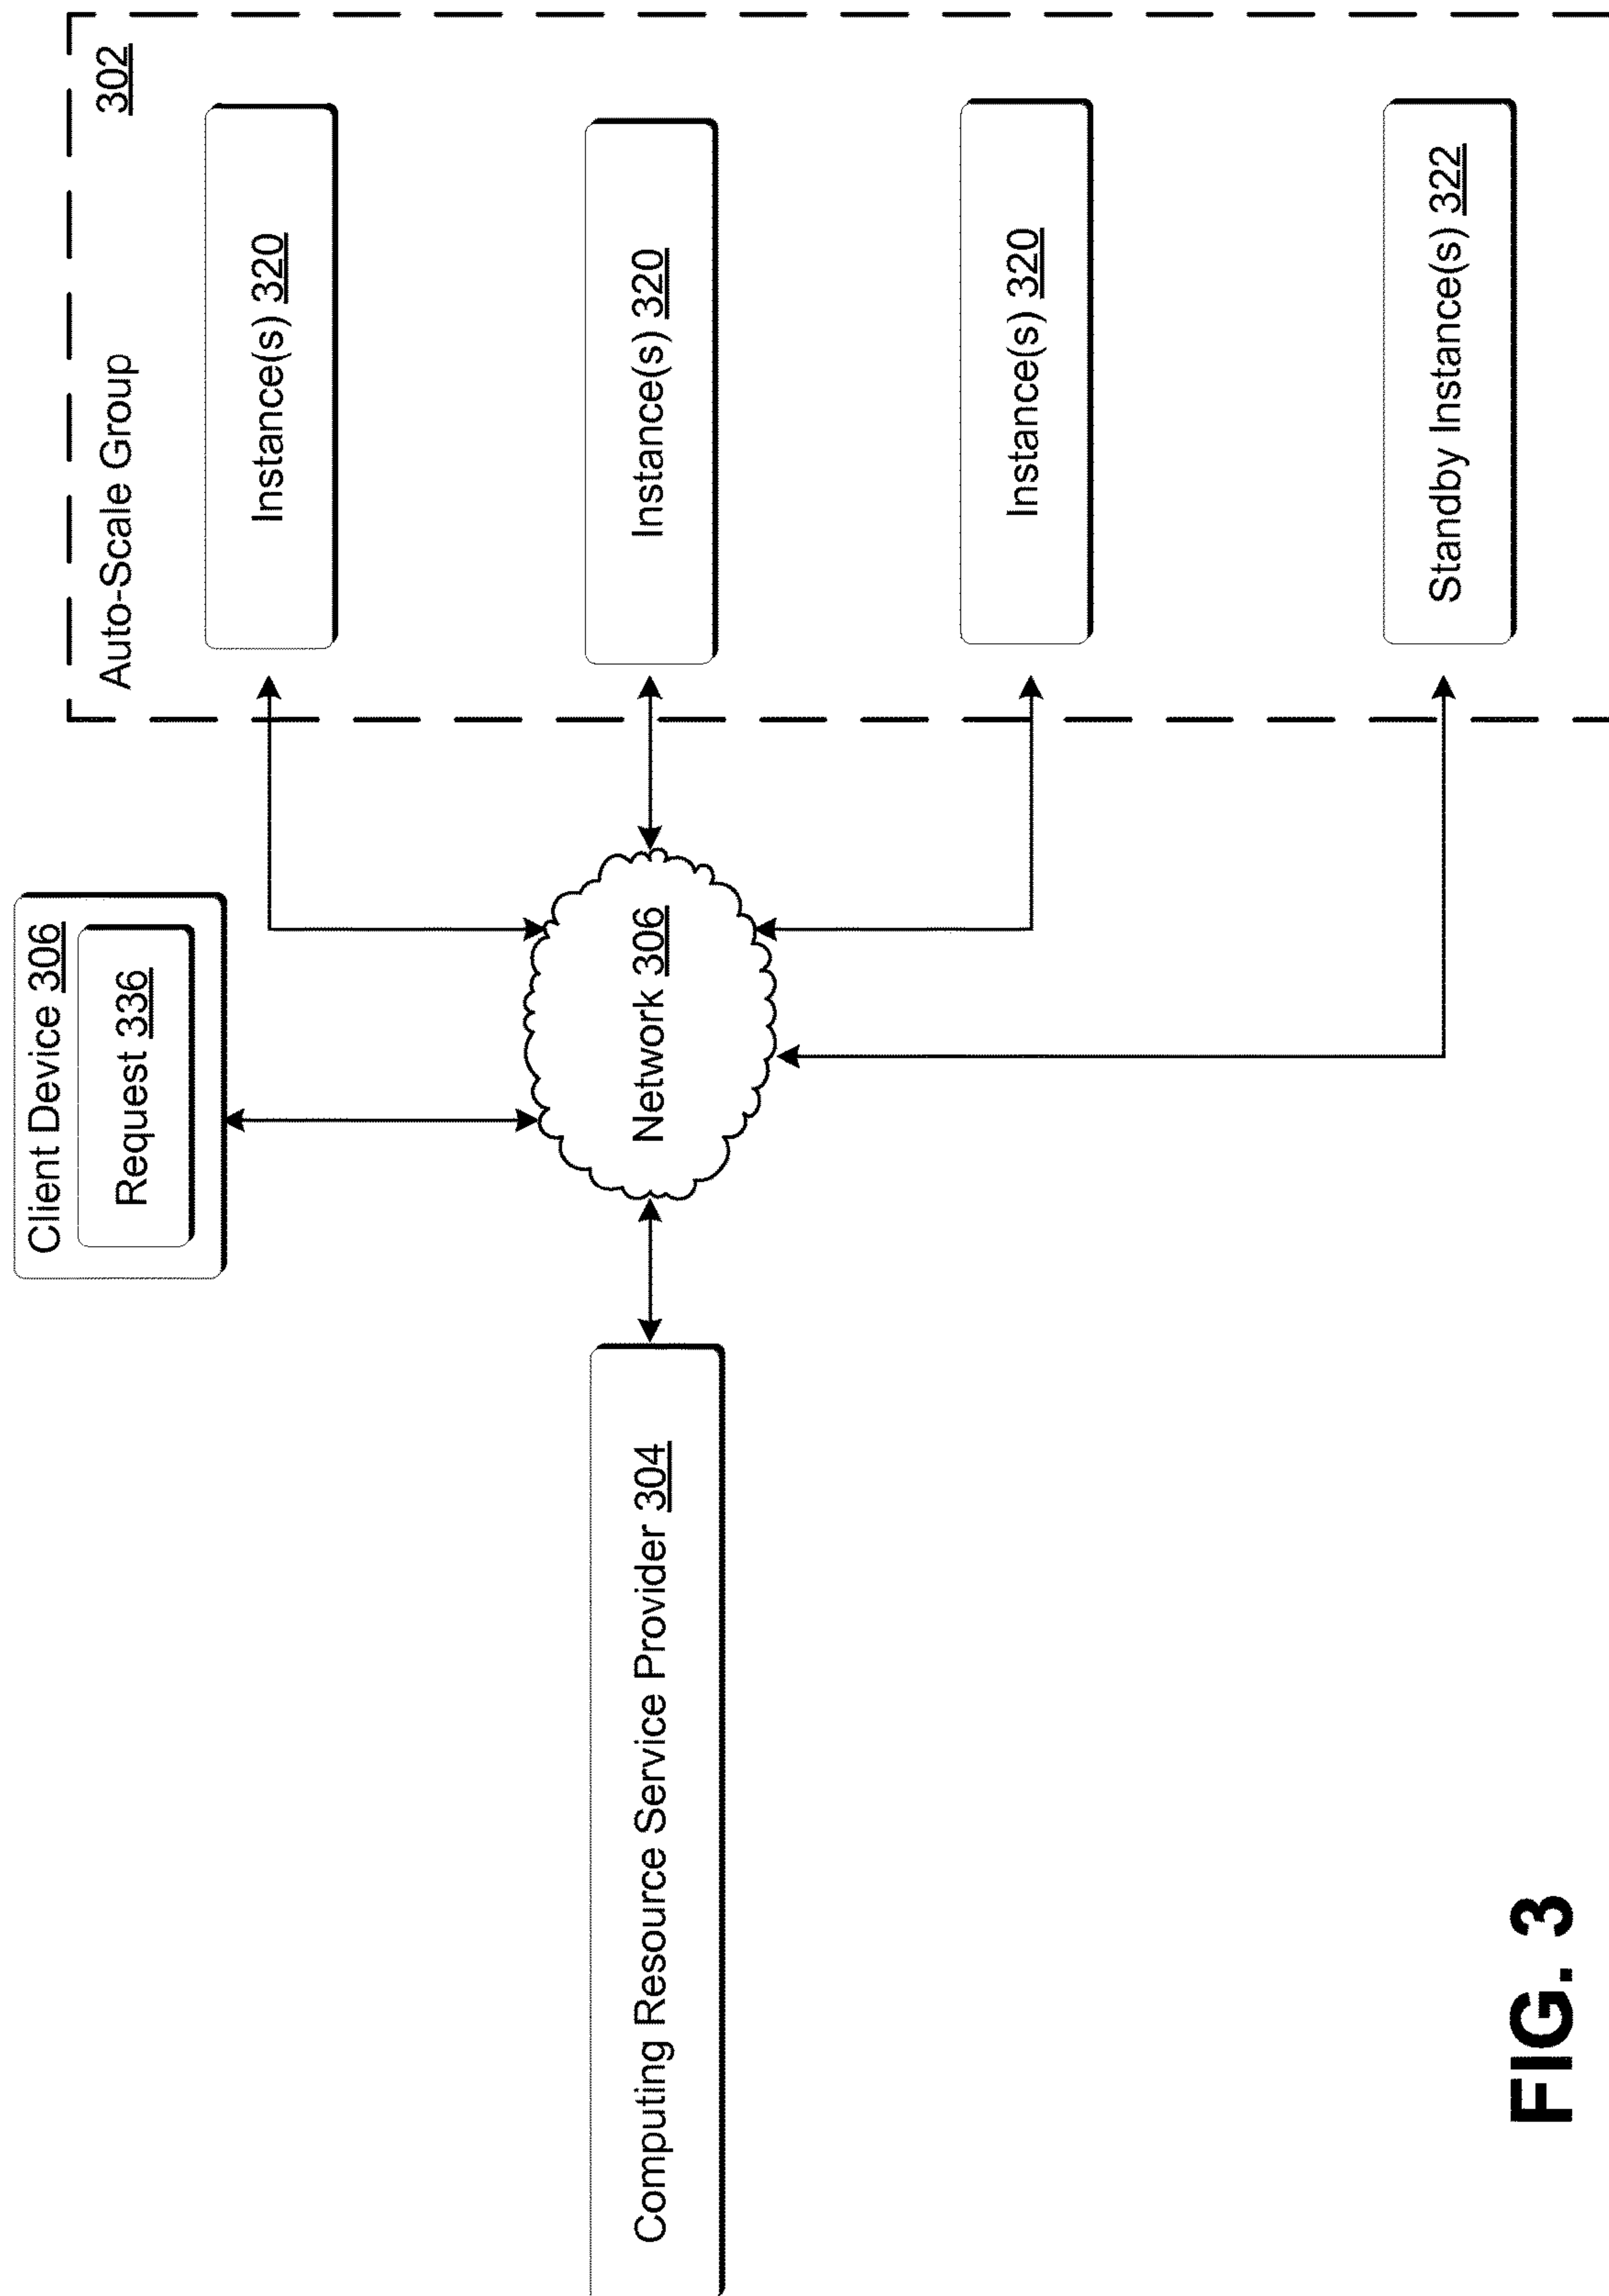 Client Device 306
Request 336
Auto-Scale Group
302
Instance(s) 320
Computing Resource Service Provider 304
Network 306
Instance(s) 320
Instance(s) 320
Standby Instance(s) 322
FIG. 3